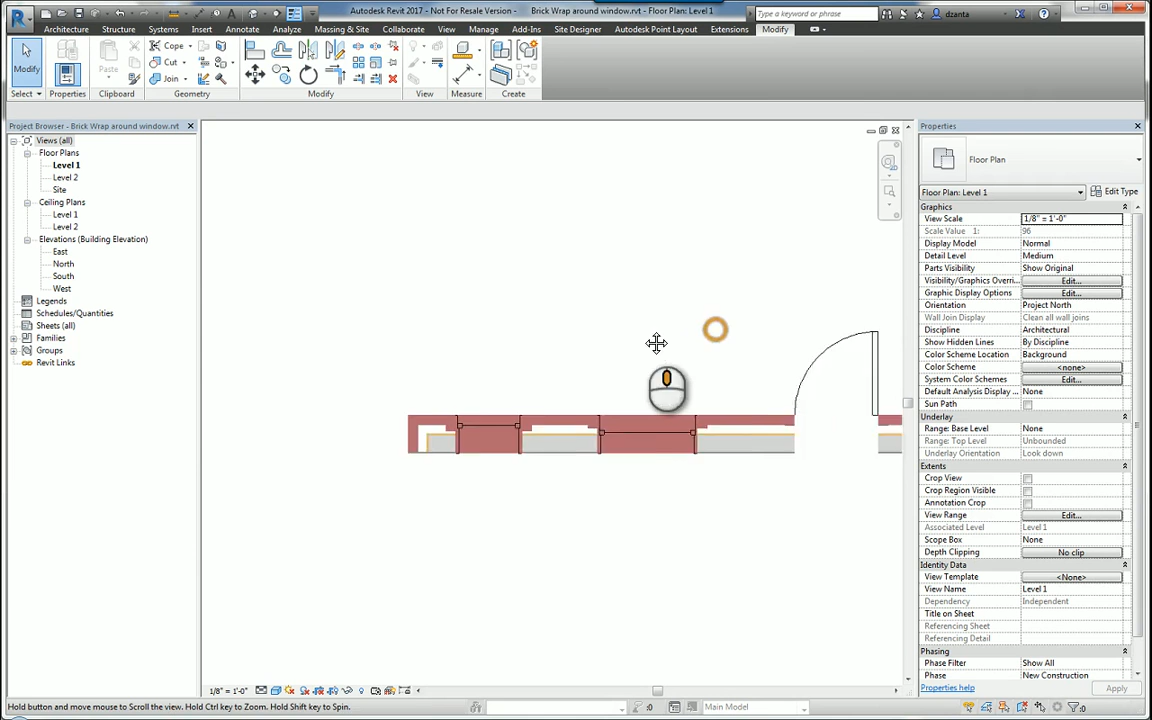 Autodesk Revit 2017 - Not For Resale Version - Brick Wrap around window.rvt - Floor Plan: Level 1
Type a keyword or phrase
dzanta
Architecture Structure Systems Insert Annotate Analyze Massing & Site Collaborate View Manage Add-Ins Site Designer Autodesk Point Layout Extensions Modify
Modify
Paste
Cope
Cut
Join
Select Properties Clipboard Geometry Modify View Measure Create
Project Browser - Brick Wrap around window.rvt
Views (all)
Floor Plans
Level 1
Level 2
Site
Ceiling Plans
Level 1
Level 2
Elevations (Building Elevation)
East
North
South
West
Legends
Schedules/Quantities
Sheets (all)
Families
Groups
Revit Links
Properties
Floor Plan
Floor Plan: Level 1 Edit Type
Graphics
View Scale 1/8" = 1'-0"
Scale Value 1: 96
Display Model Normal
Detail Level Medium
Parts Visibility Show Original
Visibility/Graphics Overri... Edit...
Graphic Display Options Edit...
Orientation Project North
Wall Join Display Clean all wall joins
Discipline Architectural
Show Hidden Lines By Discipline
Color Scheme Location Background
Color Scheme <none>
System Color Schemes Edit...
Default Analysis Display ... None
Sun Path
Underlay
Range: Base Level None
Range: Top Level Unbounded
Underlay Orientation Look down
Extents
Crop View
Crop Region Visible
Annotation Crop
View Range Edit...
Associated Level Level 1
Scope Box None
Depth Clipping No clip
Identity Data
View Template <None>
View Name Level 1
Dependency Independent
Title on Sheet
Referencing Sheet
Referencing Detail
Phasing
Phase Filter Show All
Phase New Construction
Properties help Apply
1/8" = 1'-0"
Hold button and move mouse to Scroll the view. Hold Ctrl key to Zoom. Hold Shift key to Spin.
:0
Main Model
:0